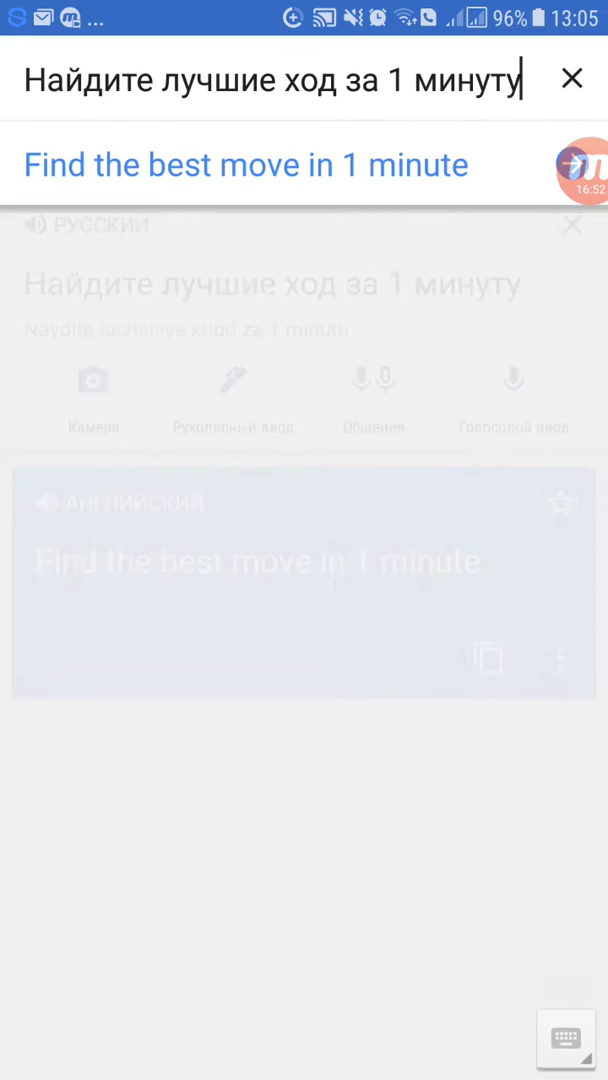 96% 13:05
Найдите лучшие ход за 1 минуту
Find the best move in 1 minute
16:52
РУССКИЙ
Найдите лучшие ход за 1 минуту
Naydite luchshiye khod za 1 minutu
Камера Рукописный ввод Общение Голосовой ввод
АНГЛИЙСКИЙ
Find the best move in 1 minute